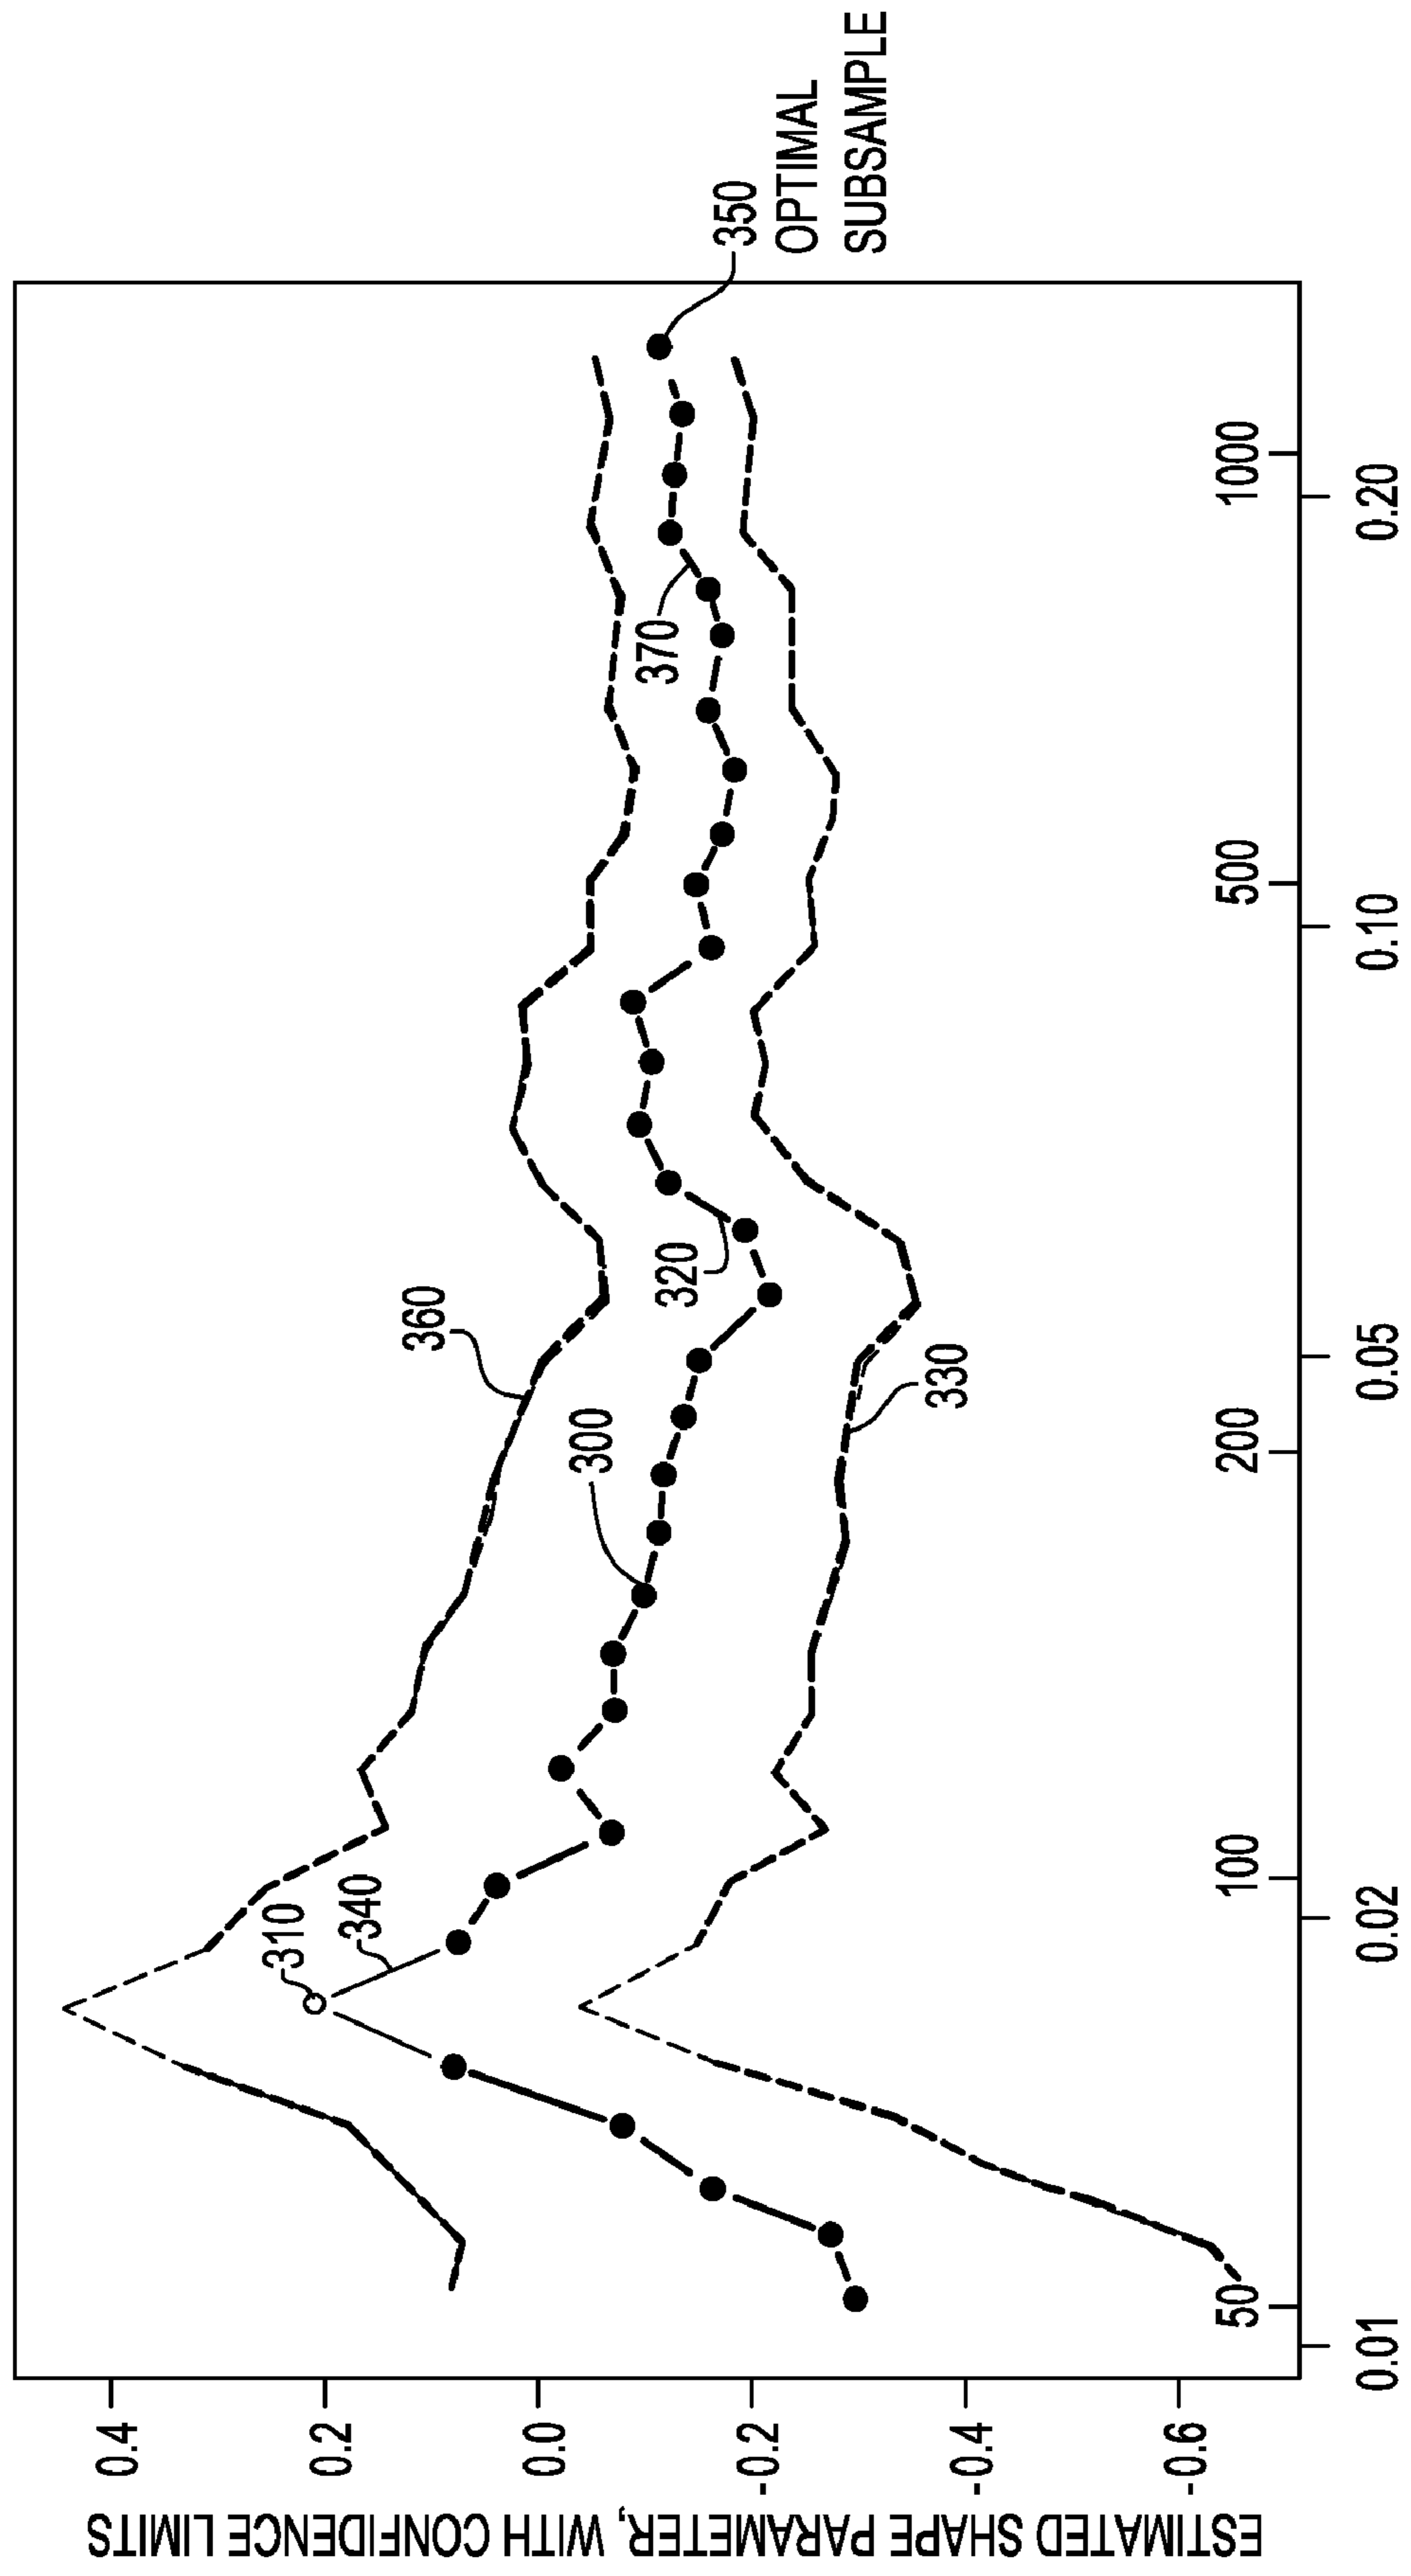 ESTIMATED SHAPE PARAMETER, WITH CONFIDENCE LIMITS
0.4
0.2
0.0
-0.2
-0.4
-0.6
310
340
360
300
320
330
370
350
OPTIMAL
SUBSAMPLE
50 100 200 500 1000
0.01 0.02 0.05 0.10 0.20